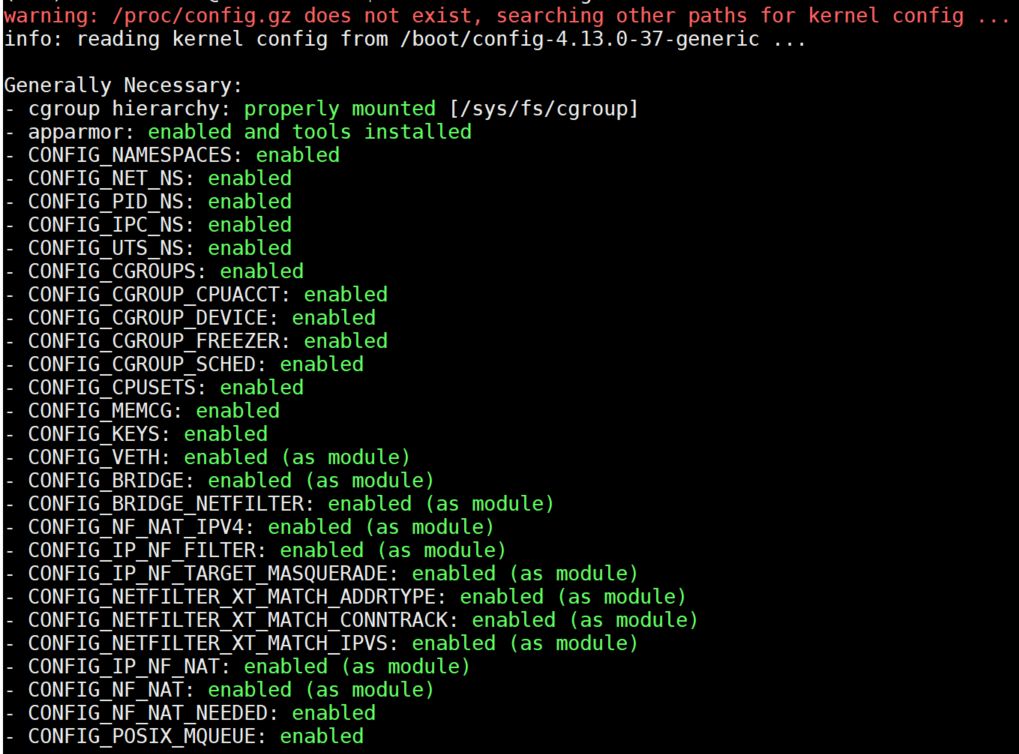 warning: /proc/config.gz does not exist, searching other paths for kernel config ...
info: reading kernel config from /boot/config-4.13.0-37-generic ...
Generally Necessary:
- cgroup hierarchy: properly mounted [/sys/fs/cgroup]
- apparmor: enabled and tools installed
- CONFIG_NAMESPACES: enabled
- CONFIG_NET_NS: enabled
- CONFIG_PID_NS: enabled
- CONFIG_IPC_NS: enabled
- CONFIG_UTS_NS: enabled
- CONFIG_CGROUPS: enabled
- CONFIG_CGROUP_CPUACCT: enabled
- CONFIG_CGROUP_DEVICE: enabled
- CONFIG_CGROUP_FREEZER: enabled
- CONFIG_CGROUP_SCHED: enabled
- CONFIG_CPUSETS: enabled
- CONFIG_MEMCG: enabled
- CONFIG_KEYS: enabled
- CONFIG_VETH: enabled (as module)
- CONFIG_BRIDGE: enabled (as module)
- CONFIG_BRIDGE_NETFILTER: enabled (as module)
- CONFIG_NF_NAT_IPV4: enabled (as module)
- CONFIG_IP_NF_FILTER: enabled (as module)
- CONFIG_IP_NF_TARGET_MASQUERADE: enabled (as module)
- CONFIG_NETFILTER_XT_MATCH_ADDRTYPE: enabled (as module)
- CONFIG_NETFILTER_XT_MATCH_CONNTRACK: enabled (as module)
- CONFIG_NETFILTER_XT_MATCH_IPVS: enabled (as module)
- CONFIG_IP_NF_NAT: enabled (as module)
- CONFIG_NF_NAT: enabled (as module)
- CONFIG_NF_NAT_NEEDED: enabled
- CONFIG_POSIX_MQUEUE: enabled